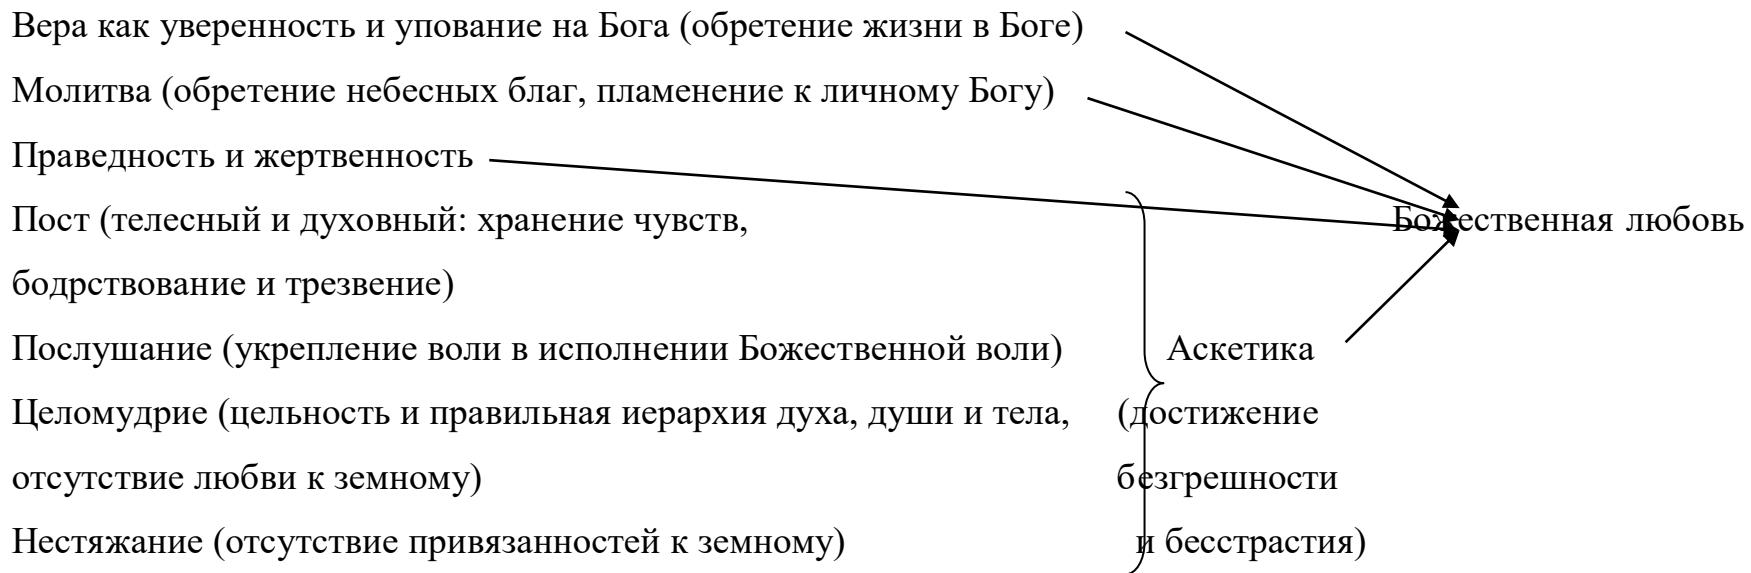 Вера как уверенность и упование на Бога (обретение жизни в Боге)
Молитва (обретение небесных благ, пламенение к личному Богу)
Праведность и жертвенность
Пост (телесный и духовный: хранение чувств,
Божественная любовь
бодрствование и трезвение)
Послушание (укрепление воли в исполнении Божественной воли)
Аскетика
Целомудрие (цельность и правильная иерархия духа, души и тела,
(достижение
отсутствие любви к земному)
безгрешности
Нестяжание (отсутствие привязанностей к земному)
и бесстрастия)